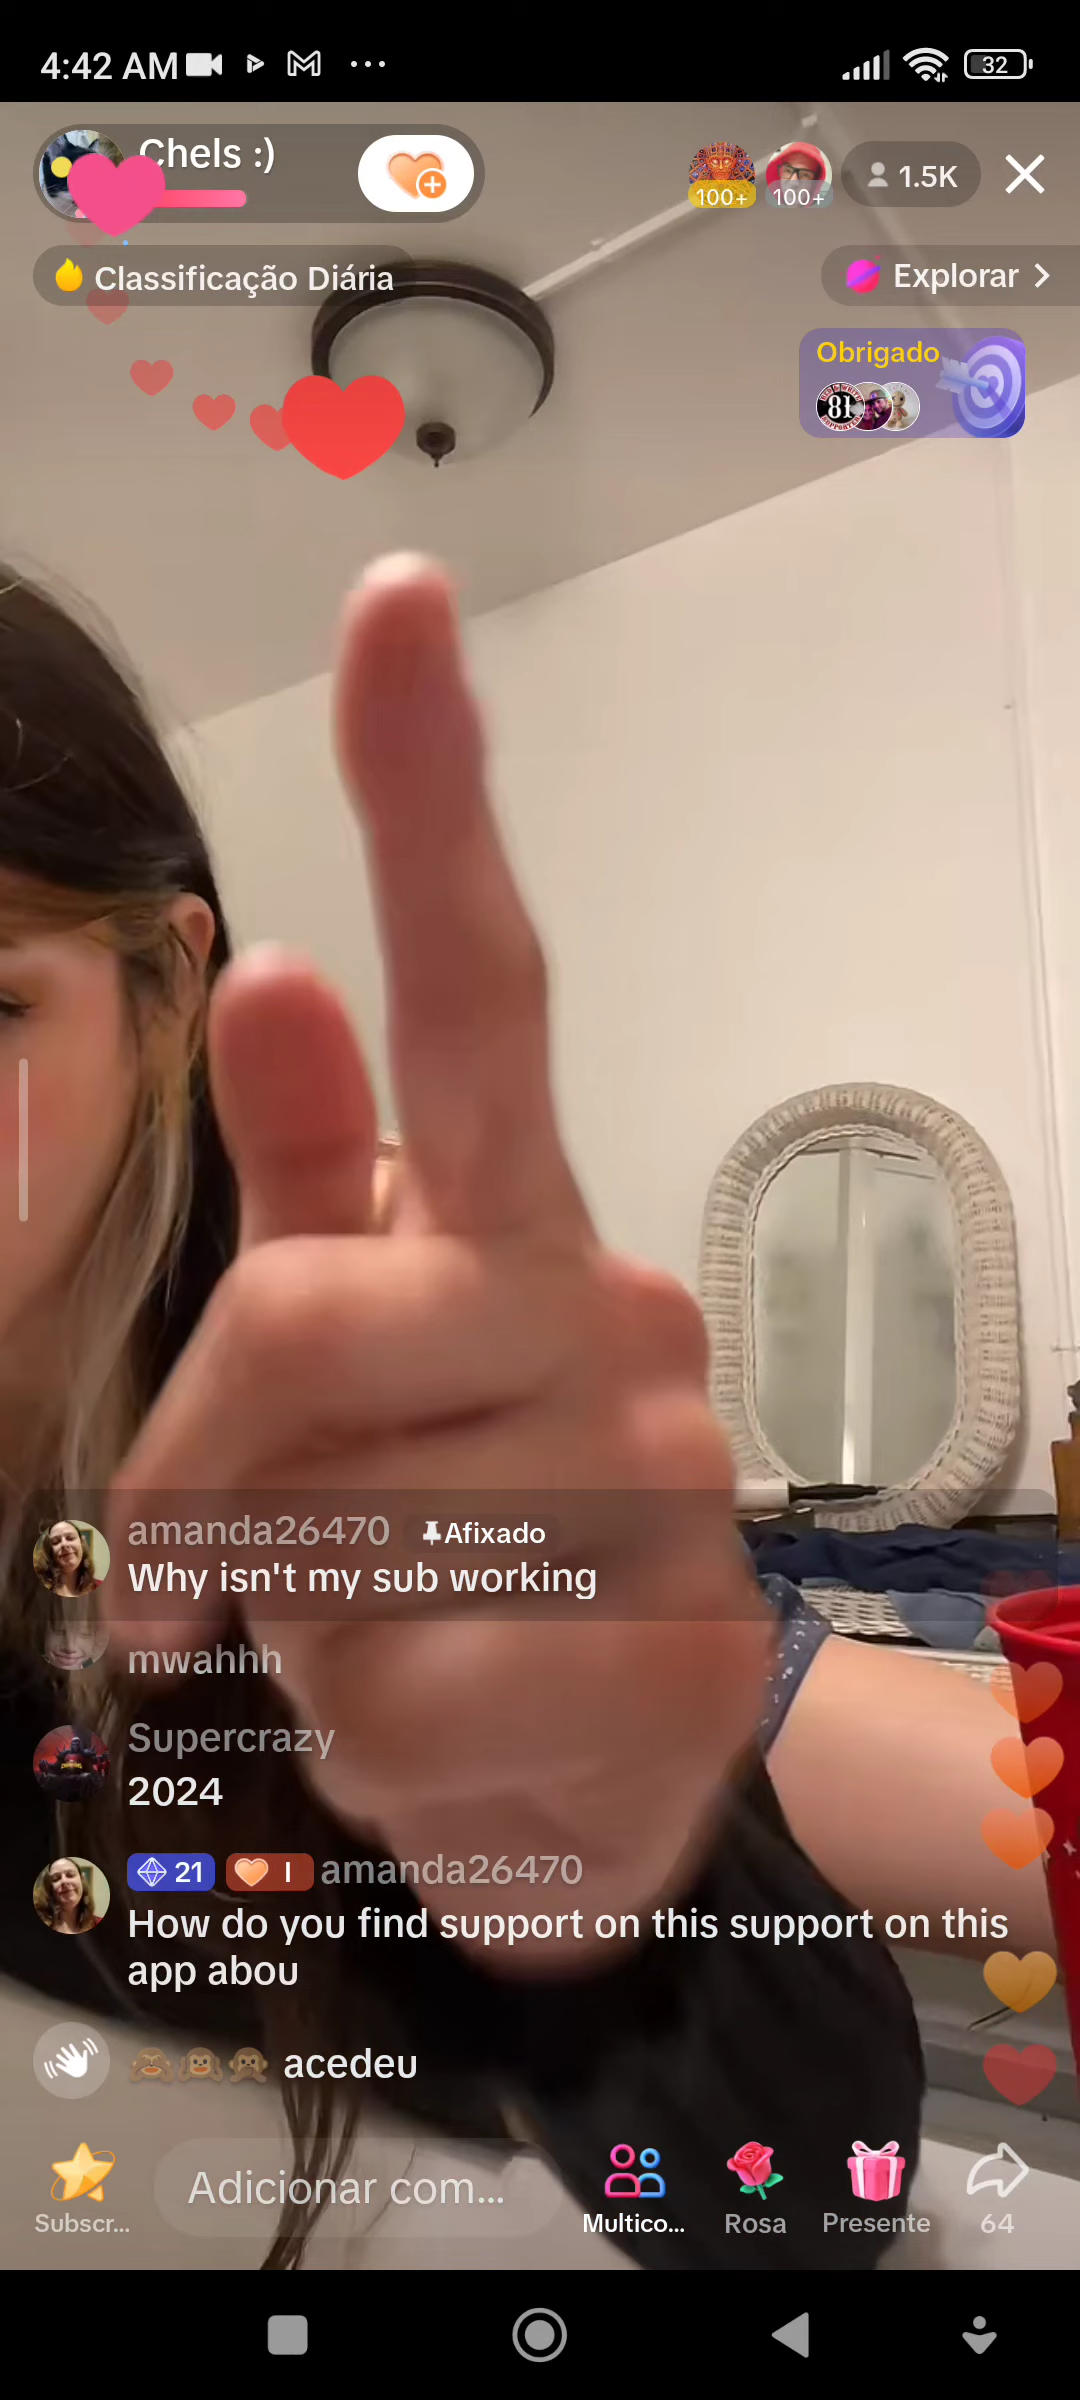 4:42 AM
32
Chels :)
100+
100+
1.5K
Classificação Diária
Explorar
Obrigado
81
amanda26470 Afixado
Why isn't my sub working
mwahhh
Supercrazy
2024
21 I amanda26470
How do you find support on this support on this
app abou
acedeu
Subscr...
Adicionar com...
Multico...
Rosa
Presente
64